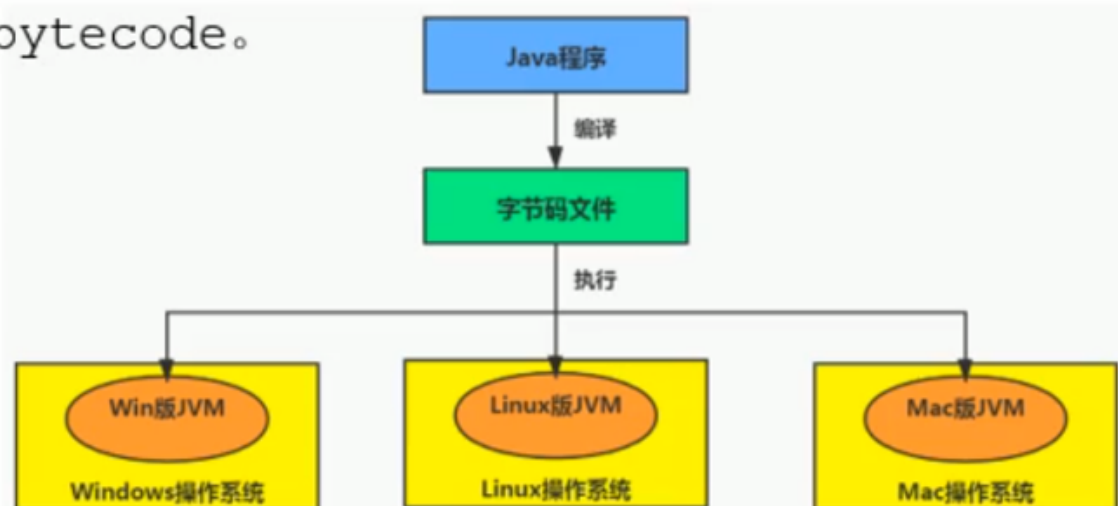 bytecode。
Java程序
编译
字节码文件
执行
Win版JVM
Linux版JVM
Mac版JVM
Windows操作系统
Linux操作系统
Mac操作系统